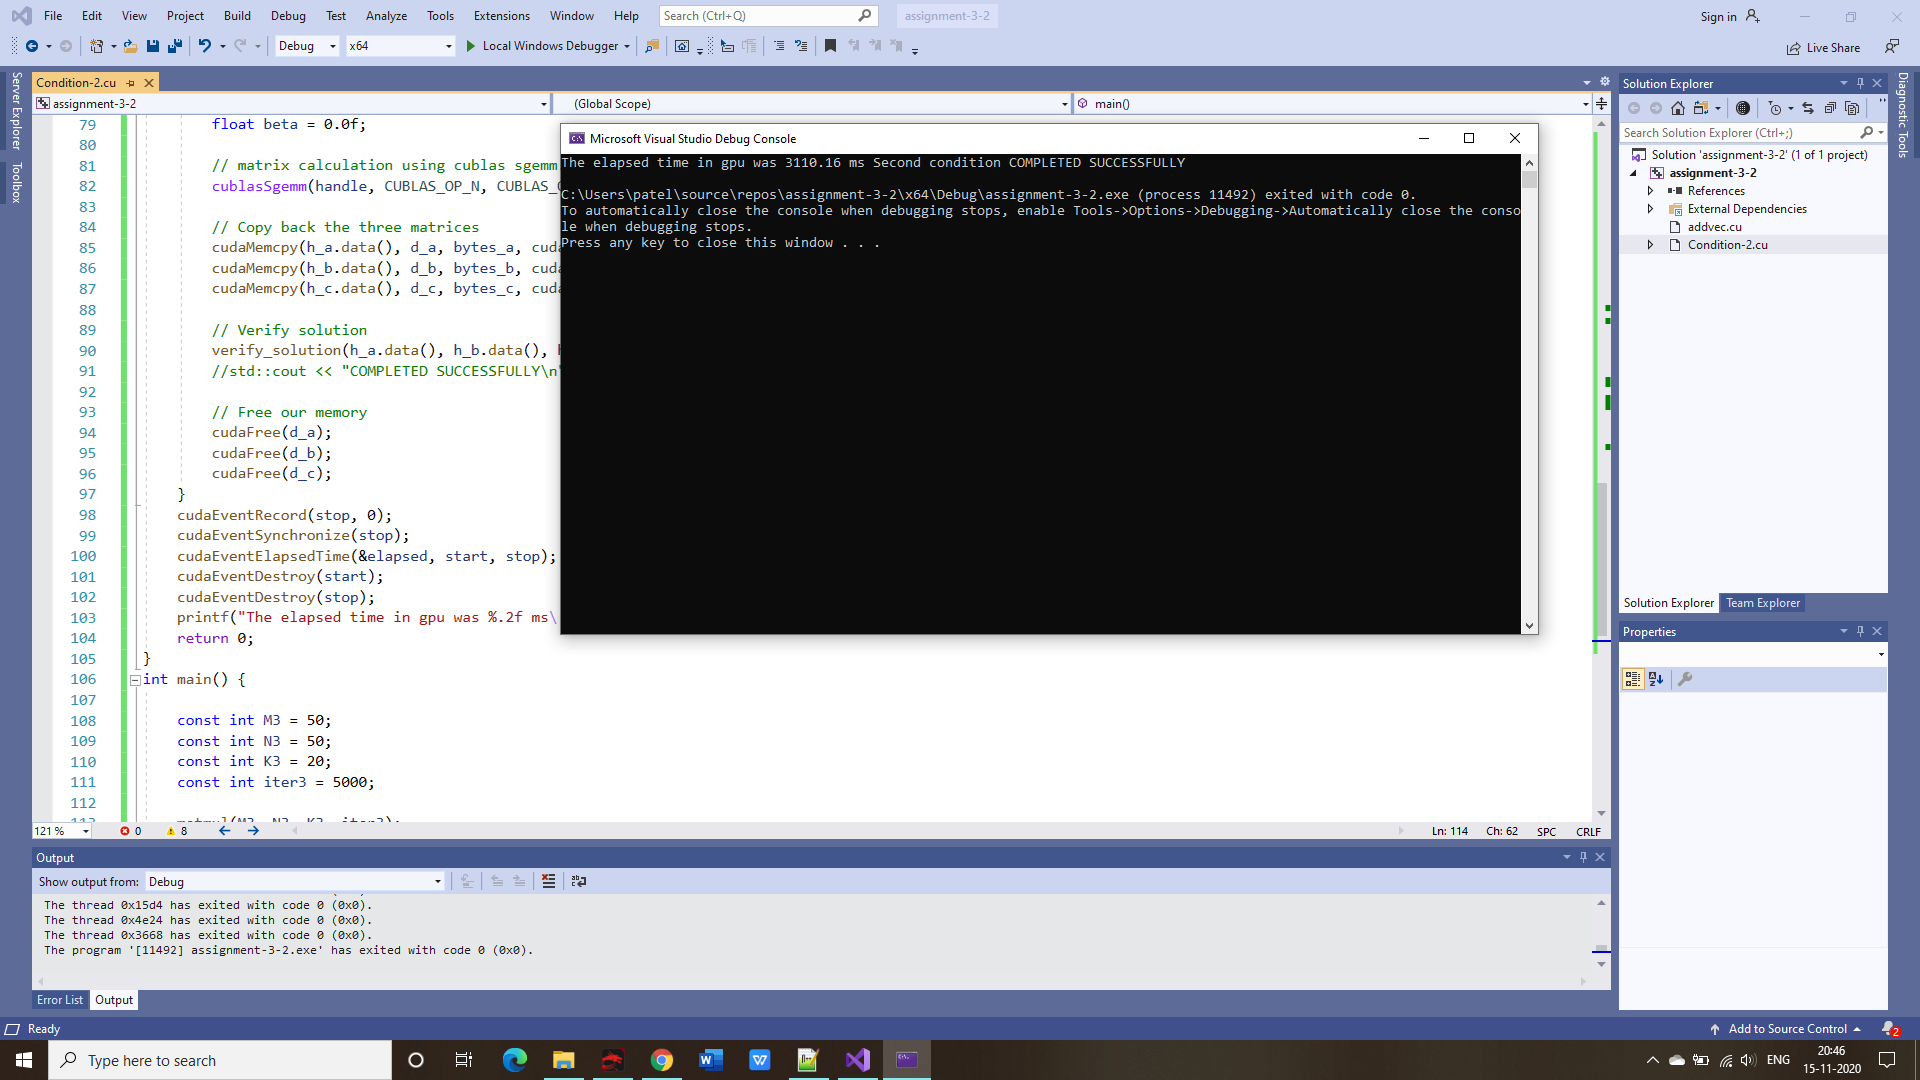 File Edit View Project Build Debug Test Analyze Tools Extensions Window Help Search (Ctrl+Q) assignment-3-2 Sign in
Debug x64 Local Windows Debugger Live Share
Server Explorer
Toolbox
Condition-2.cu
assignment-3-2 (Global Scope) main()
79 float beta = 0.0f;
80
81 // matrix calculation using cublas sgemm
82 cublasSgemm(handle, CUBLAS_OP_N,
83
84 // Copy back the three matrices
85 cudaMemcpy(h_a.data(), d_a, bytes_a,
86 cudaMemcpy(h_b.data(), d_b, bytes_b,
87 cudaMemcpy(h_c.data(), d_c, bytes_c,
88
89 // Verify solution
90 verify_solution(h_a.data(), h_b.data(),
91 //std::cout << "COMPLETED SUCCESSFULLY\n"
92
93 // Free our memory
94 cudaFree(d_a);
95 cudaFree(d_b);
96 cudaFree(d_c);
97 }
98 cudaEventRecord(stop, 0);
99 cudaEventSynchronize(stop);
100 cudaEventElapsedTime(&elapsed, start, stop);
101 cudaEventDestroy(start);
102 cudaEventDestroy(stop);
103 printf("The elapsed time in gpu was %.2f ms\
104 return 0;
105 }
106 int main() {
107
108 const int M3 = 50;
109 const int N3 = 50;
110 const int K3 = 20;
111 const int iter3 = 5000;
112
Microsoft Visual Studio Debug Console
The elapsed time in gpu was 3110.16 ms Second condition COMPLETED SUCCESSFULLY
C:\Users\patel\source\repos\assignment-3-2\x64\Debug\assignment-3-2.exe (process 11492) exited with code 0.
To automatically close the console when debugging stops, enable Tools->Options->Debugging->Automatically close the conso
le when debugging stops.
Press any key to close this window . . .
121 % 0 8 Ln: 114 Ch: 62 SPC CRLF
Output
Show output from: Debug
The thread 0x15d4 has exited with code 0 (0x0).
The thread 0x4e24 has exited with code 0 (0x0).
The thread 0x3668 has exited with code 0 (0x0).
The program '[11492] assignment-3-2.exe' has exited with code 0 (0x0).
Error List Output
Solution Explorer
Search Solution Explorer (Ctrl+;)
Solution 'assignment-3-2' (1 of 1 project)
assignment-3-2
References
External Dependencies
addvec.cu
Condition-2.cu
Solution Explorer Team Explorer
Properties
Diagnostic Tools
Ready Add to Source Control 2
Type here to search ENG 20:46
15-11-2020